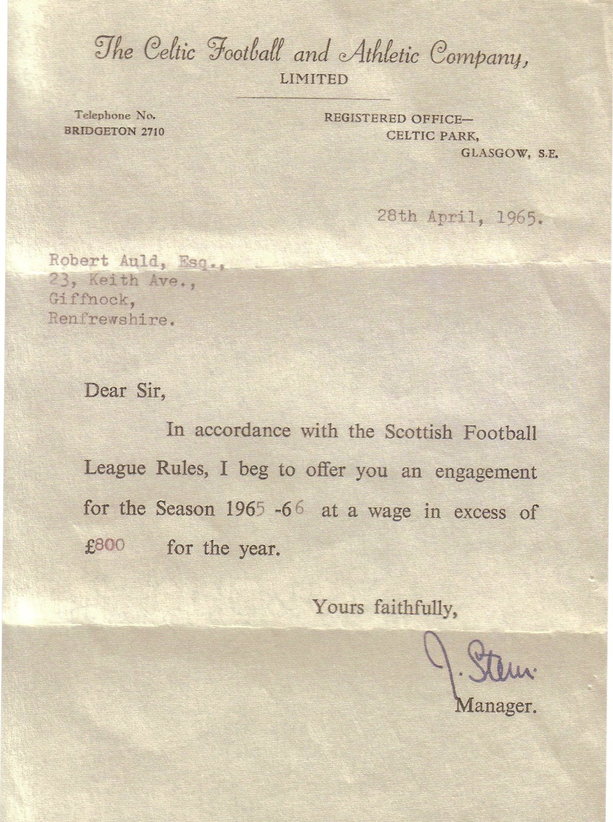 The Celtic Football and Athletic Company,
LIMITED
Telephone No.
BRIDGETON 2710
REGISTERED OFFICE—
CELTIC PARK,
GLASGOW, S.E.
28th April, 1965.
Robert Auld, Esq.,
23, Keith Ave.,
Giffnock,
Renfrewshire.
Dear Sir,
In accordance with the Scottish Football
League Rules, I beg to offer you an engagement
for the Season 1965 -66 at a wage in excess of
£800 for the year.
Yours faithfully,
J. Stein.
Manager.